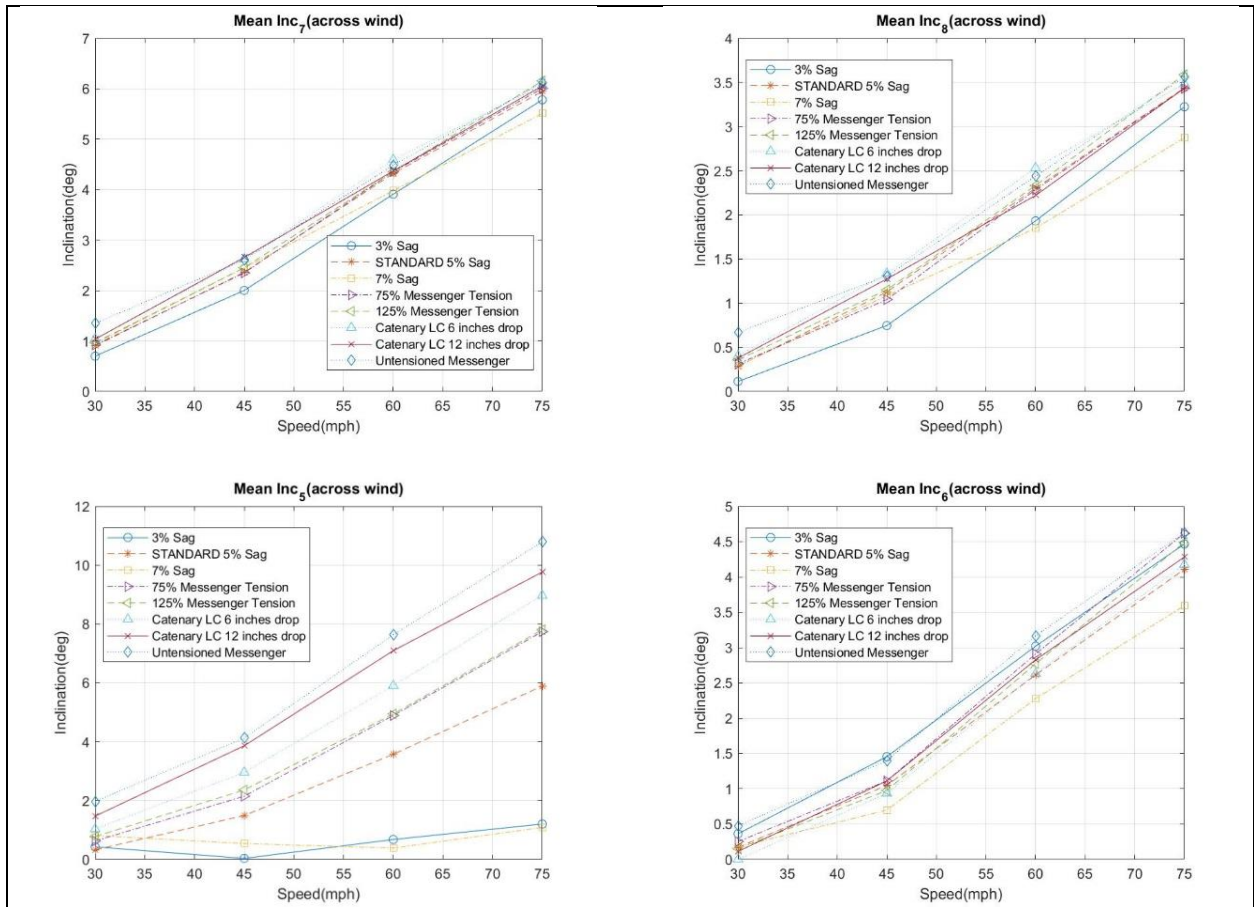 Mean Inc7(across wind)
7
6
5
4
3
2
1
0
Inclination(deg)
3% Sag
STANDARD 5% Sag
7% Sag
75% Messenger Tension
125% Messenger Tension
Catenary LC 6 inches drop
Catenary LC 12 inches drop
Untensioned Messenger
30 35 40 45 50 55 60 65 70 75
Speed(mph)
Mean Inc8(across wind)
4
3.5
3
2.5
2
1.5
1
0.5
0
Inclination(deg)
3% Sag
STANDARD 5% Sag
7% Sag
75% Messenger Tension
125% Messenger Tension
Catenary LC 6 inches drop
Catenary LC 12 inches drop
Untensioned Messenger
30 35 40 45 50 55 60 65 70 75
Speed(mph)
Mean Inc5(across wind)
12
10
8
6
4
2
0
Inclination(deg)
3% Sag
STANDARD 5% Sag
7% Sag
75% Messenger Tension
125% Messenger Tension
Catenary LC 6 inches drop
Catenary LC 12 inches drop
Untensioned Messenger
30 35 40 45 50 55 60 65 70 75
Speed(mph)
Mean Inc6(across wind)
5
4.5
4
3.5
3
2.5
2
1.5
1
0.5
0
Inclination(deg)
3% Sag
STANDARD 5% Sag
7% Sag
75% Messenger Tension
125% Messenger Tension
Catenary LC 6 inches drop
Catenary LC 12 inches drop
Untensioned Messenger
30 35 40 45 50 55 60 65 70 75
Speed(mph)